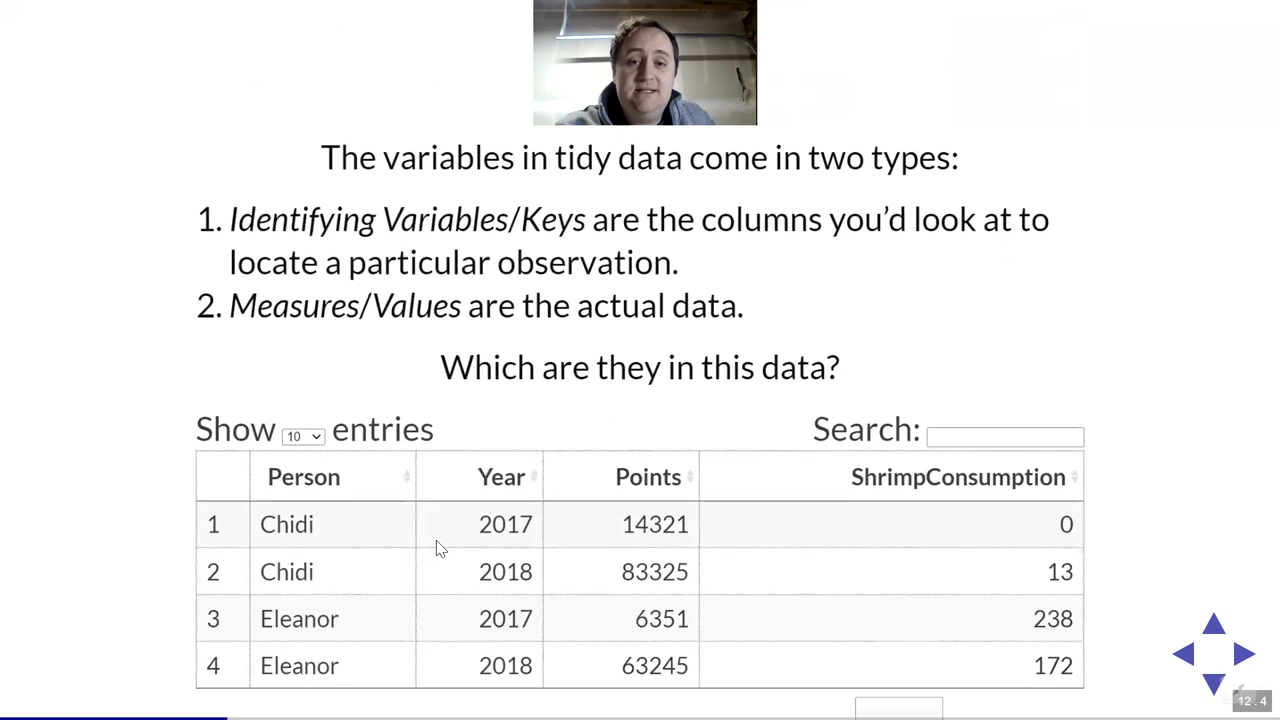 The variables in tidy data come in two types:
1. Identifying Variables/Keys are the columns you’d look at to
locate a particular observation.
2. Measures/Values are the actual data.
Which are they in this data?
Show 10 entries Search:
Person Year Points ShrimpConsumption
1 Chidi 2017 14321 0
2 Chidi 2018 83325 13
3 Eleanor 2017 6351 238
4 Eleanor 2018 63245 172
12 . 4